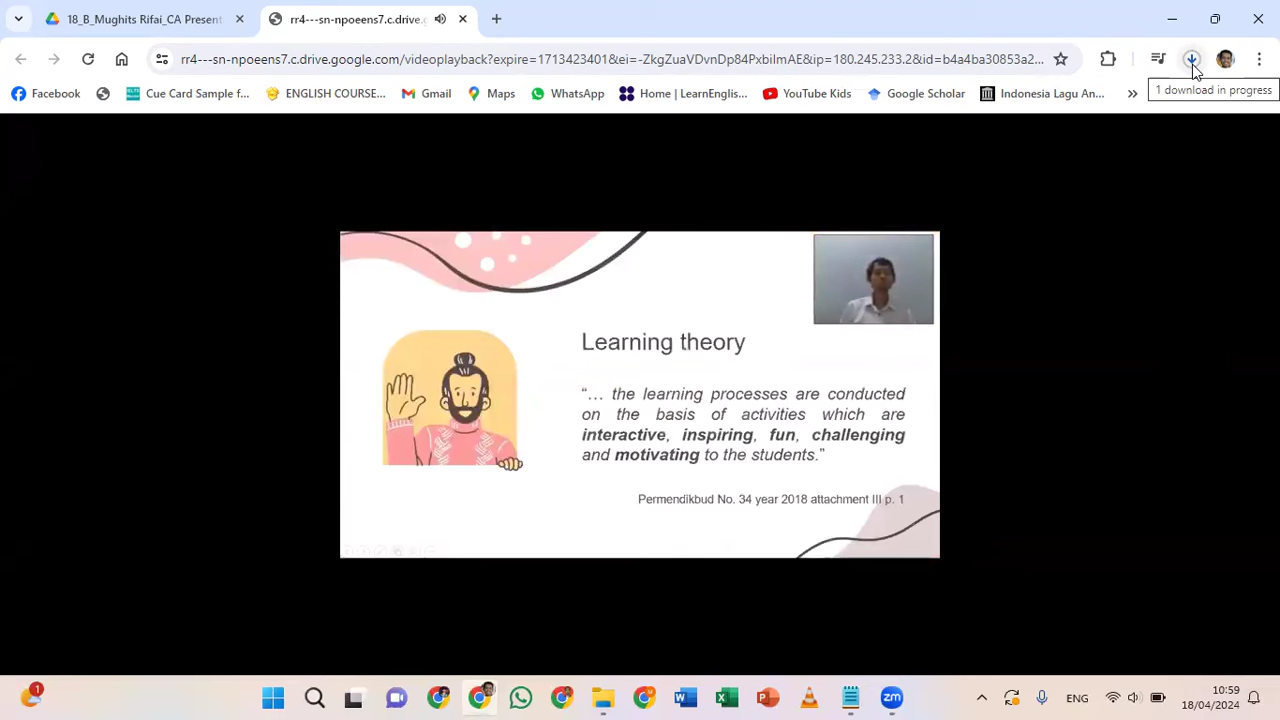 18_B_Mughits Rifai_CA Present
rr4---sn-npoeens7.c.drive.g
rr4---sn-npoeens7.c.drive.google.com/videoplayback?expire=1713423401&ei=-ZkgZuaVDvnDp84PxbiImAE&ip=180.245.233.2&id=b4a4ba30853a2...
1 download in progress
Facebook
Cue Card Sample f...
ENGLISH COURSE...
Gmail
Maps
WhatsApp
Home | LearnEnglis...
YouTube Kids
Google Scholar
Indonesia Lagu An...
Learning theory
“… the learning processes are conducted
on the basis of activities which are
interactive, inspiring, fun, challenging
and motivating to the students.”
Permendikbud No. 34 year 2018 attachment III p. 1
1
zm
ENG
10:59
18/04/2024